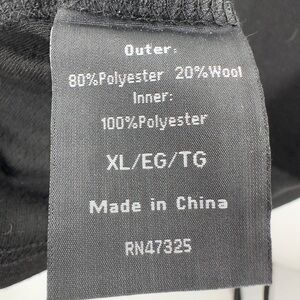 Outer:
80%Polyester 20%Wool
Inner:
100%Polyester
XL/EG/TG
Made in China
RN47325